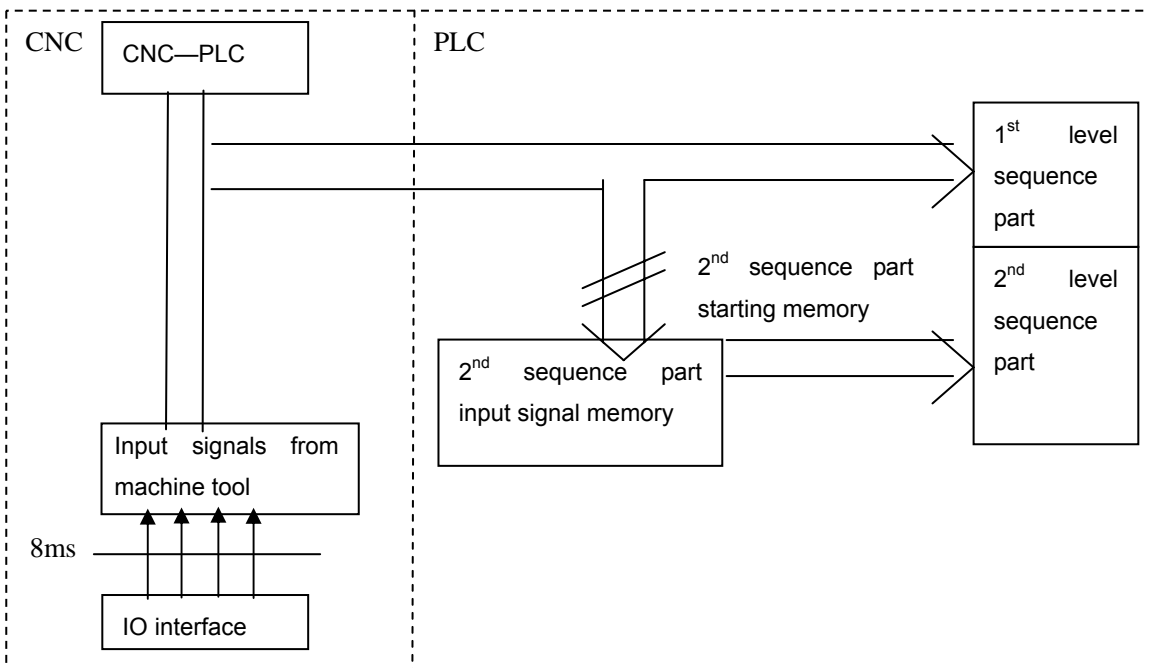 CNC
CNC—PLC
PLC
1st level
sequence
part
2nd sequence part
starting memory
2nd level
sequence
part
2nd sequence part
input signal memory
Input signals from
machine tool
8ms
IO interface